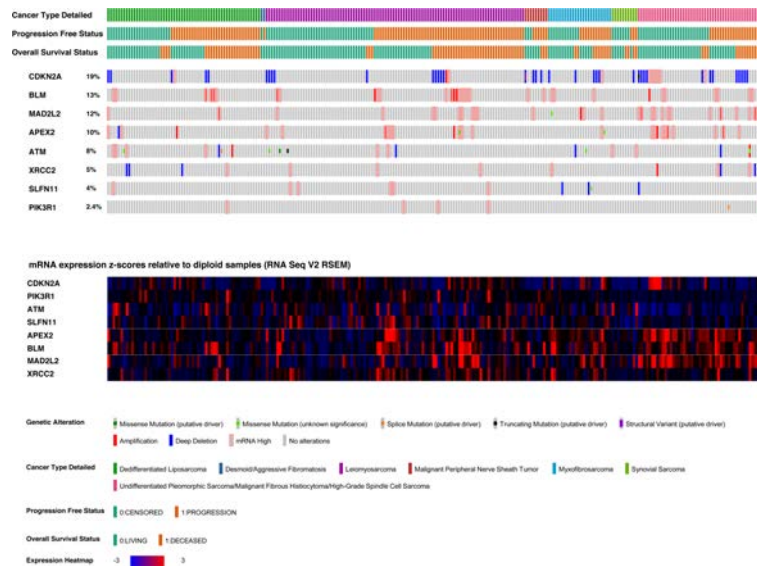 Cancer Type Detailed
Progression Free Status
Overall Survival Status
CDKN2A 19%
BLM 13%
MAD2L2 12%
APEX2 10%
ATM 8%
XRCC2 5%
SLFN11 4%
PIK3R1 2.4%
mRNA expression z-scores relative to diploid samples (RNA Seq V2 RSEM)
CDKN2A
PIK3R1
ATM
SLFN11
APEX2
BLM
MAD2L2
XRCC2
Genetic Alteration Missense Mutation (putative driver) Missense Mutation (unknown significance) Splice Mutation (putative driver) Truncating Mutation (putative driver) Structural Variant (putative driver)
Amplification Deep Deletion mRNA High No alterations
Cancer Type Detailed Dedifferentiated Liposarcoma Desmoid/Aggressive Fibromatosis Leiomyosarcoma Malignant Peripheral Nerve Sheath Tumor Myxofibrosarcoma Synovial Sarcoma
Undifferentiated Pleomorphic Sarcoma/Malignant Fibrous Histiocytoma/High-Grade Spindle Cell Sarcoma
Progression Free Status 0:CENSORED 1:PROGRESSION
Overall Survival Status 0:LIVING 1:DECEASED
Expression Heatmap -3 3